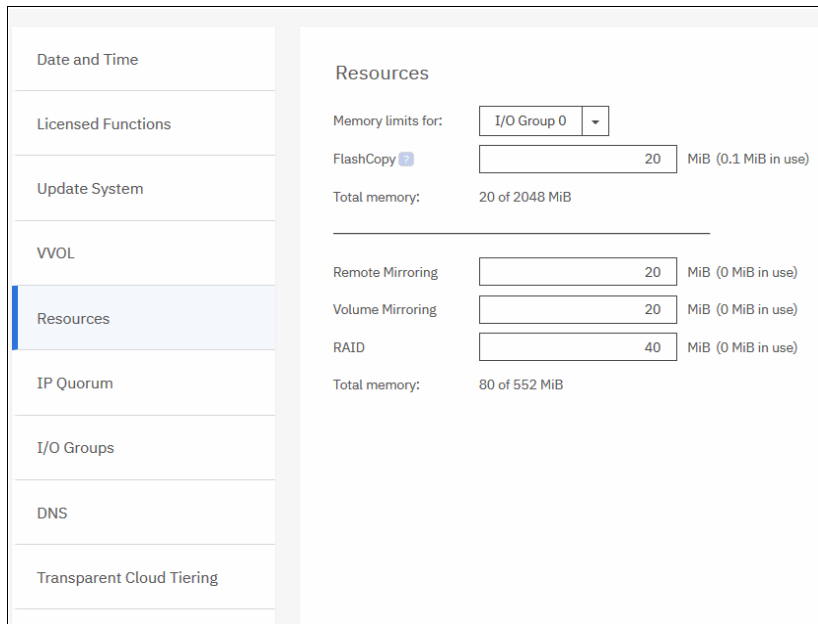 Date and Time
Licensed Functions
Update System
VVOL
Resources
IP Quorum
I/O Groups
DNS
Transparent Cloud Tiering
Resources
Memory limits for: I/O Group 0
FlashCopy ? 20 MiB (0.1 MiB in use)
Total memory: 20 of 2048 MiB
Remote Mirroring 20 MiB (0 MiB in use)
Volume Mirroring 20 MiB (0 MiB in use)
RAID 40 MiB (0 MiB in use)
Total memory: 80 of 552 MiB